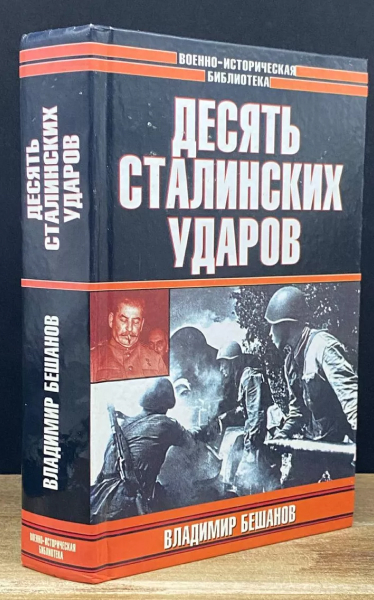 ВОЕННО-ИСТОРИЧЕСКАЯ
БИБЛИОТЕКА
ДЕСЯТЬ
СТАЛИНСКИХ
УДАРОВ
ВЛАДИМИР БЕШАНОВ
ДЕСЯТЬ
СТАЛИНСКИХ
УДАРОВ
ВЛАДИМИР БЕШАНОВ
ВОЕННО-ИСТОРИЧЕСКАЯ
БИБЛИОТЕКА